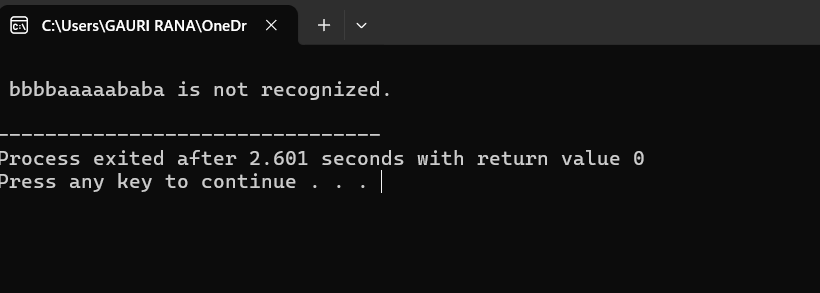 C:\Users\GAURI RANA\OneDr
bbbbaaaaababa is not recognized.
--------------------------------
Process exited after 2.601 seconds with return value 0
Press any key to continue . . .